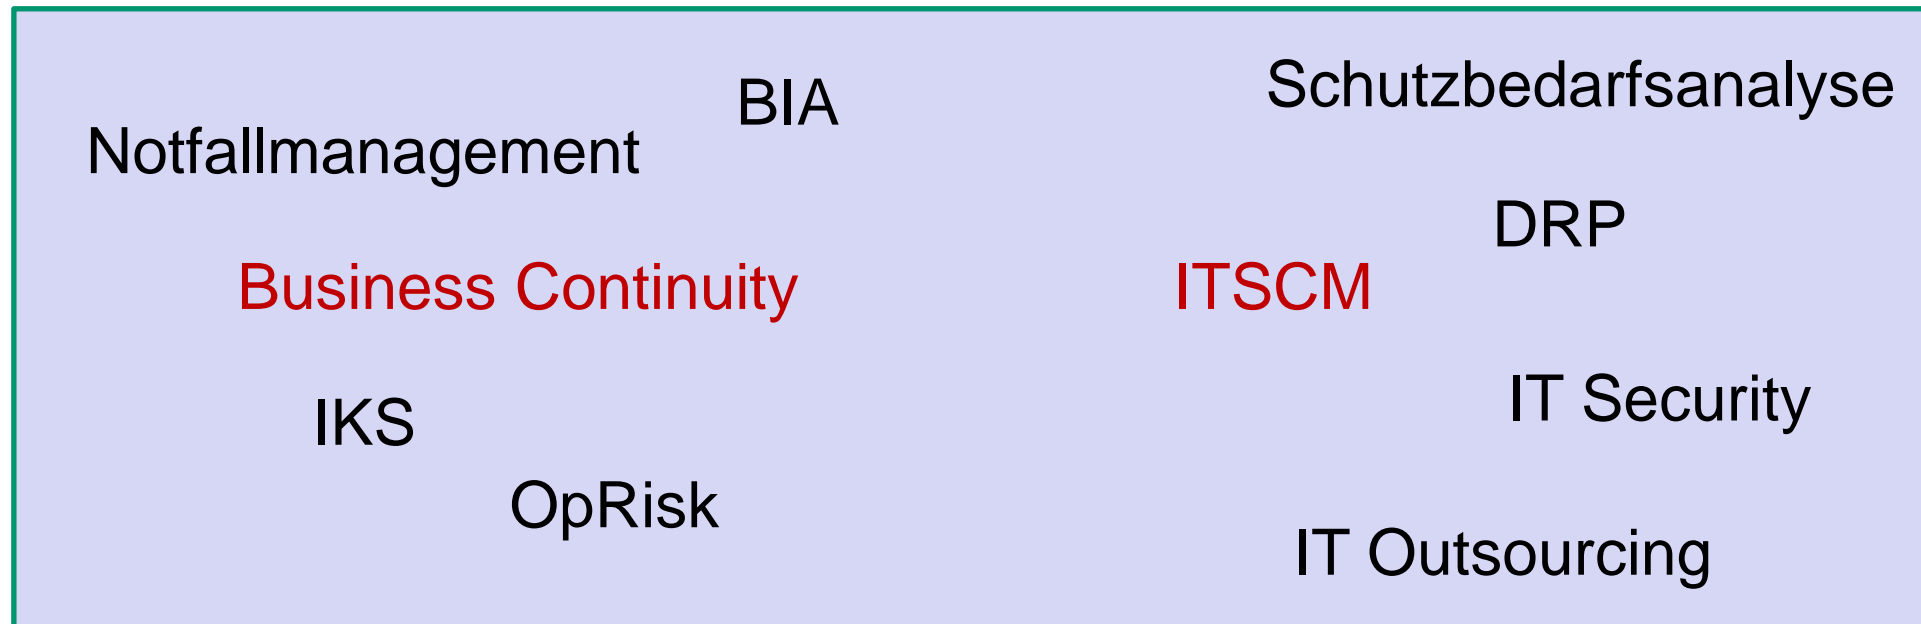 Schutzbedarfsanalyse
BIA
Notfallmanagement
DRP
Business Continuity
ITSCM
IT Security
IKS
OpRisk
IT Outsourcing